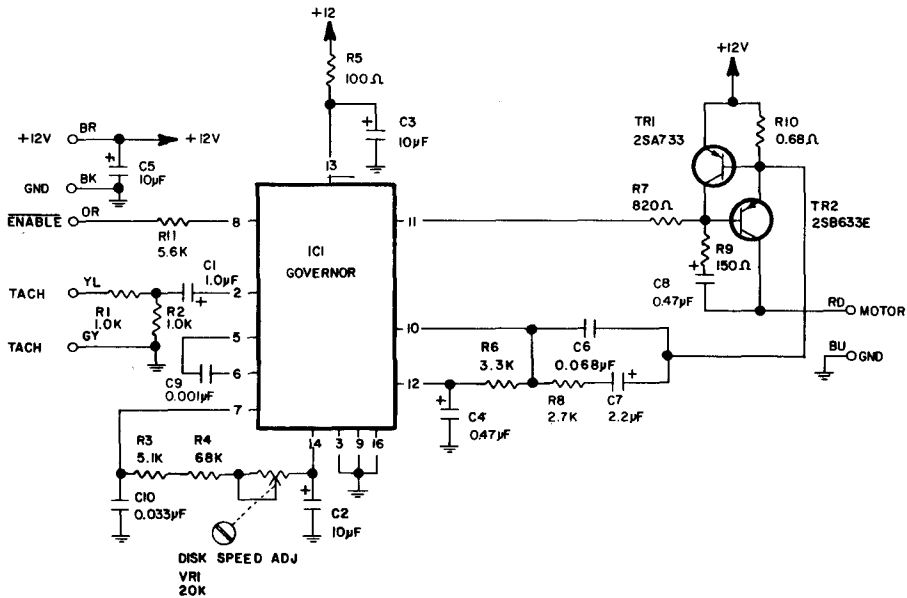 +12
R5
100Ω
+12V
BR
+12V
+
C5
10µF
GND
BK
ENABLE
OR
R11
5.6K
8
13
+
C3
10µF
IC1
GOVERNOR
11
+12V
TR1
2SA733
R10
0.68Ω
R7
820Ω
TR2
2SB633E
R9
150Ω
+
C8
0.47µF
RD
MOTOR
BU
GND
TACH
YL
R1
1.0K
R2
1.0K
C1
1.0µF
+
2
TACH
GY
5
6
C9
0.001µF
7
10
12
R6
3.3K
C6
0.068µF
R8
2.7K
C7
2.2µF
+
+
C4
0.47µF
14
3
9
16
R3
5.1K
R4
68K
C10
0.033µF
+
C2
10µF
DISK SPEED ADJ
VR1
20K